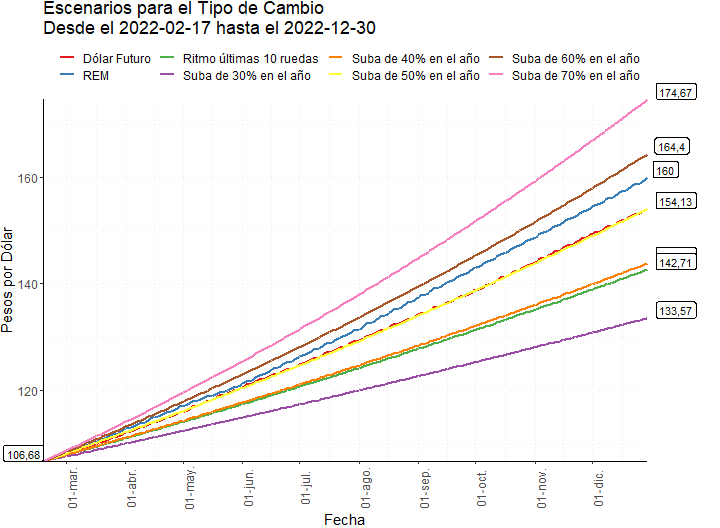 Escenarios para el Tipo de Cambio
Desde el 2022-02-17 hasta el 2022-12-30
Dólar Futuro
Ritmo últimas 10 ruedas
Suba de 40% en el año
Suba de 60% en el año
REM
Suba de 30% en el año
Suba de 50% en el año
Suba de 70% en el año
174,67
164,4
160
154,13
142,71
133,57
106,68
Pesos por Dólar
160
140
120
01-mar.
01-abr.
01-may.
01-jun.
01-jul.
01-ago.
01-sep.
01-oct.
01-nov.
01-dic.
Fecha